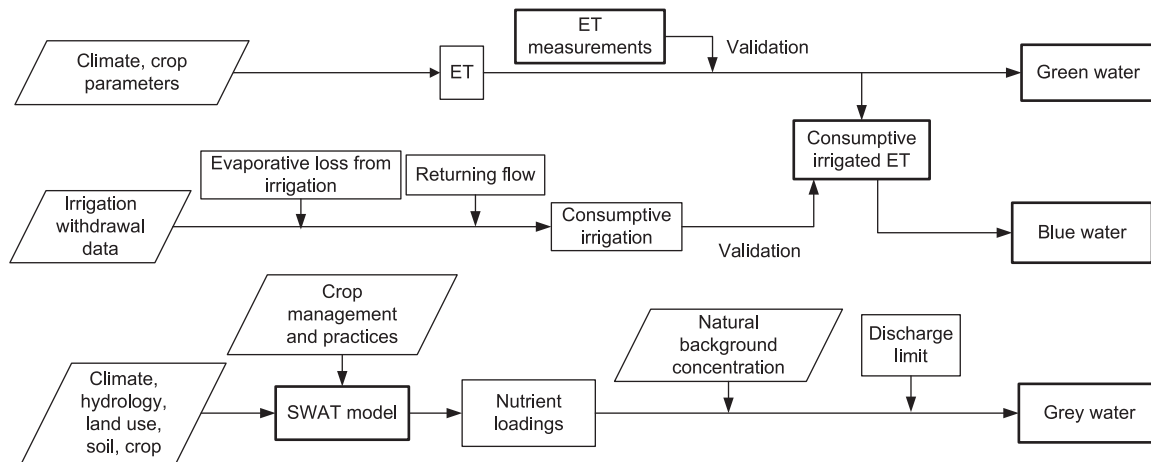 Climate, crop
parameters
ET
ET
measurements
Validation
Green water
Consumptive
irrigated ET
Evaporative loss from
irrigation
Returning flow
Irrigation
withdrawal
data
Consumptive
irrigation
Validation
Blue water
Crop
management
and practices
Climate,
hydrology,
land use,
soil, crop
SWAT model
Nutrient
loadings
Natural
background
concentration
Discharge
limit
Grey water